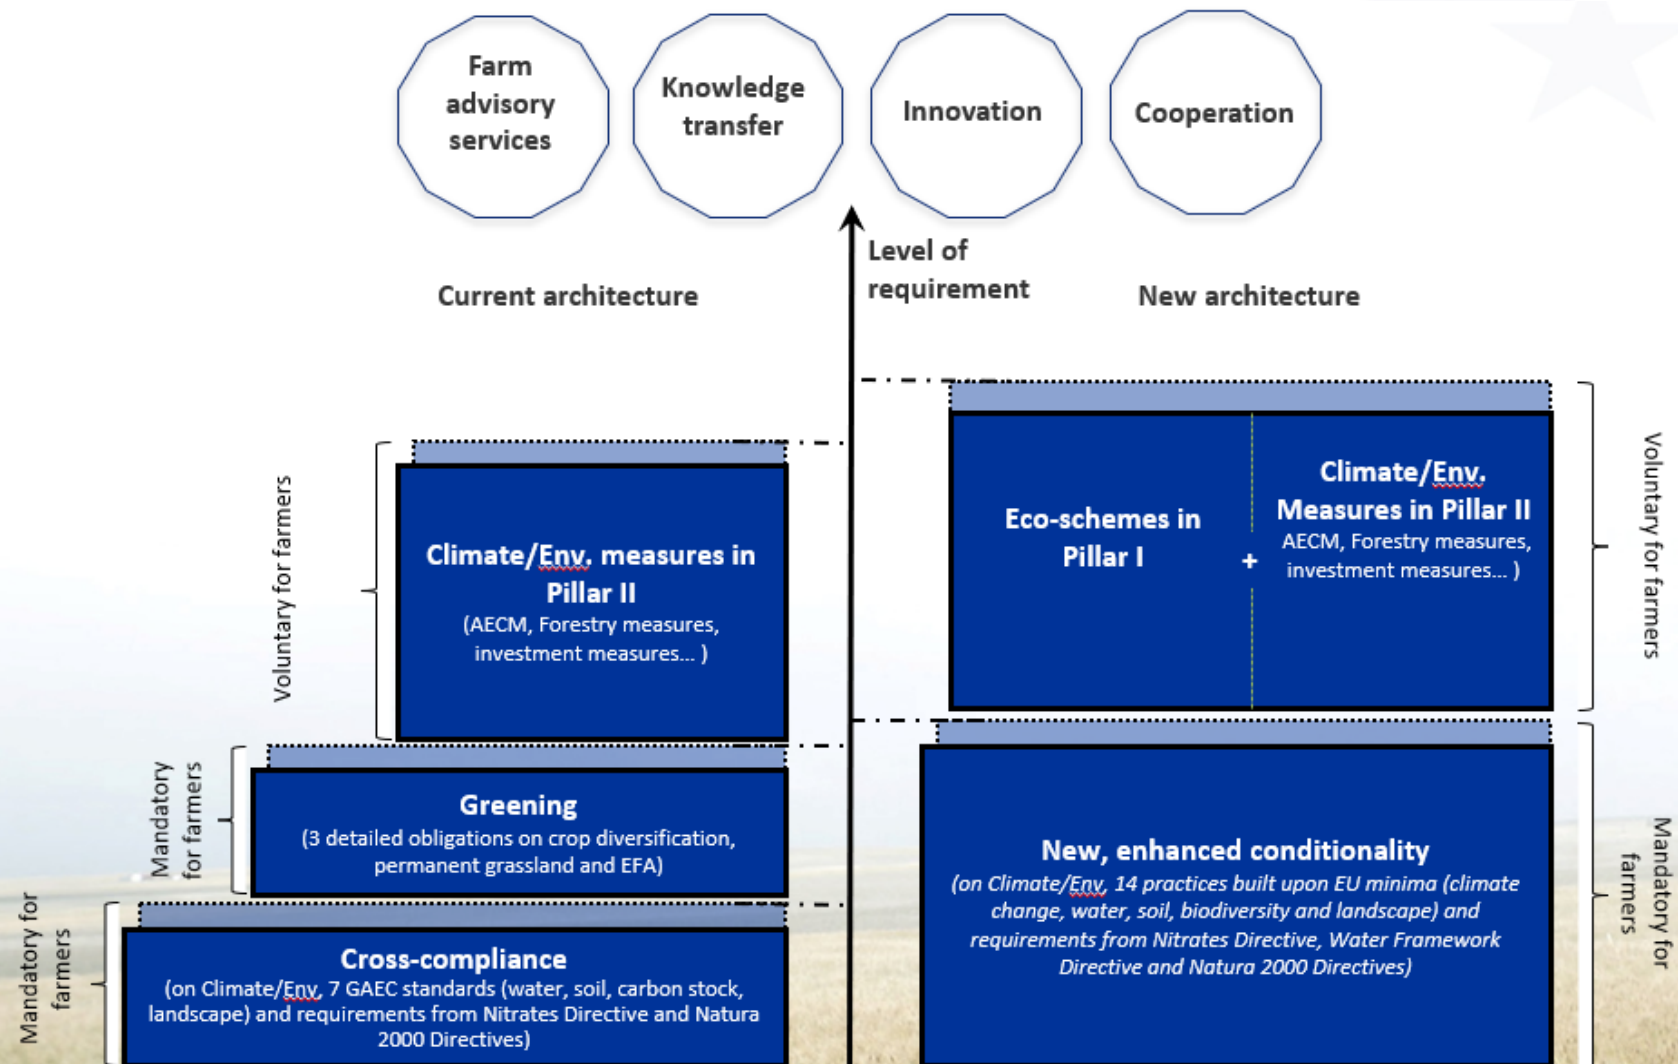 Farm
advisory
services
Knowledge
transfer
Innovation
Cooperation
Level of
requirement
Current architecture
New architecture
Voluntary for farmers
Climate/Env. measures in
Pillar II
(AECM, Forestry measures,
investment measures... )
Mandatory
for farmers
Greening
(3 detailed obligations on crop diversification,
permanent grassland and EFA)
Mandatory for
farmers
Cross-compliance
(on Climate/Env, 7 GAEC standards (water, soil, carbon stock,
landscape) and requirements from Nitrates Directive and Natura
2000 Directives)
Eco-schemes in
Pillar I
+
Climate/Env.
Measures in Pillar II
AECM, Forestry measures,
investment measures... )
Voluntary for farmers
New, enhanced conditionality
(on Climate/Env, 14 practices built upon EU minima (climate
change, water, soil, biodiversity and landscape) and
requirements from Nitrates Directive, Water Framework
Directive and Natura 2000 Directives)
Mandatory for
farmers